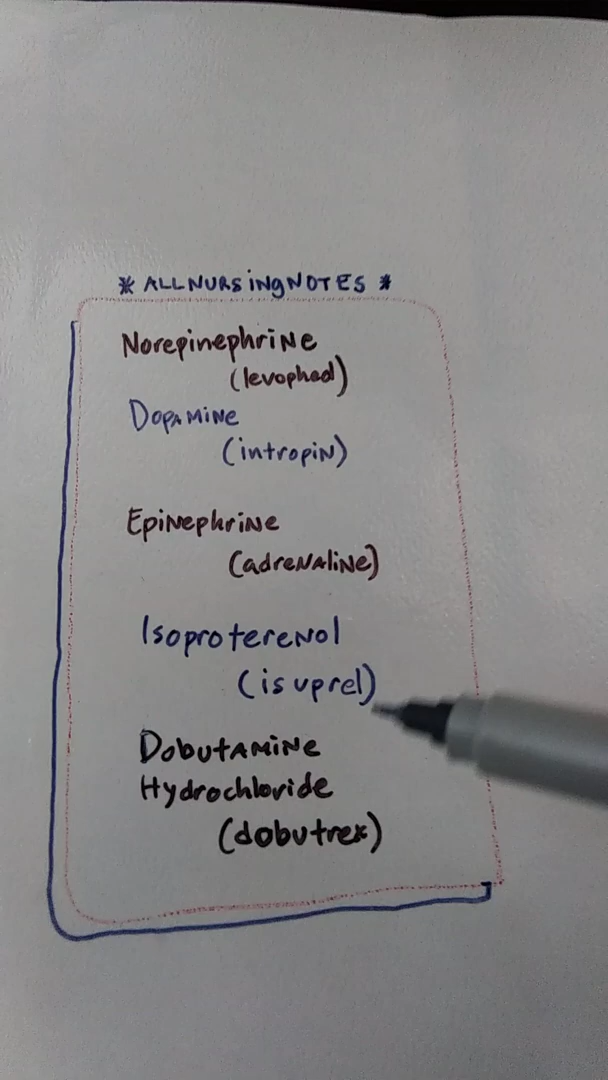 * ALLNURSINGNOTES *
Norepinephrine
(levophed)
Dopamine
(intropin)
Epinephrine
(adrenaline)
Isoproterenol
(isuprel)
Dobutamine
Hydrochloride
(dobutrex)